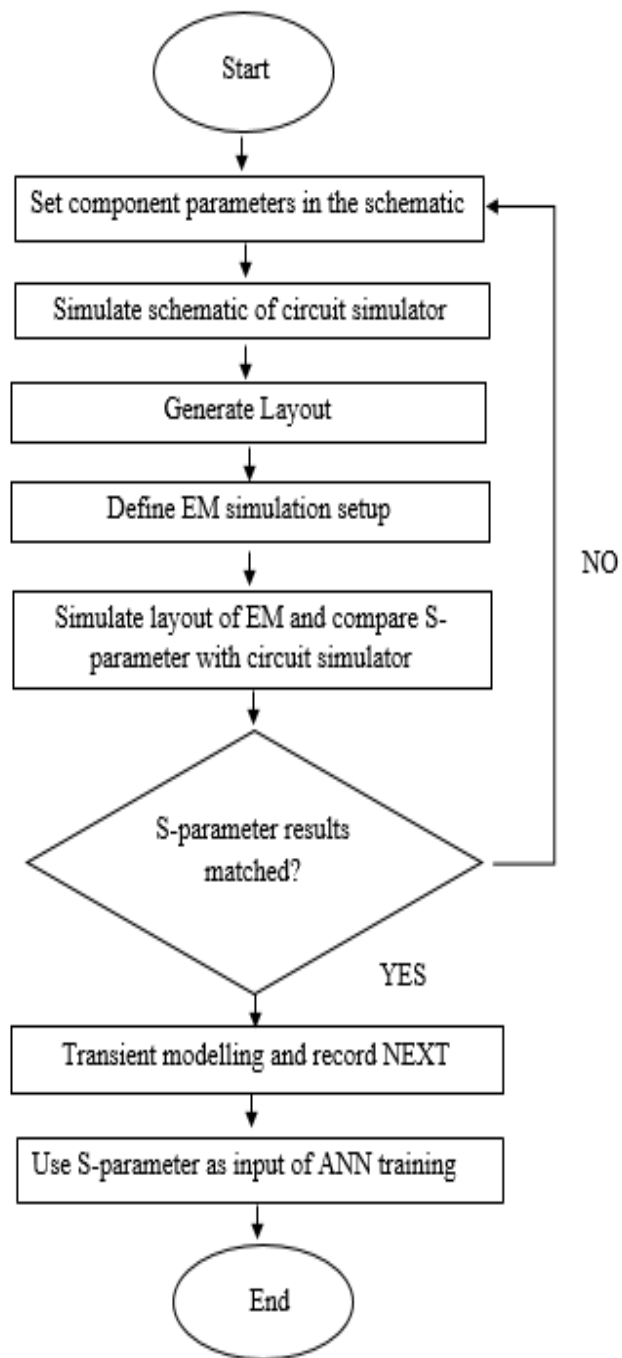 Start
Set component parameters in the schematic
Simulate schematic of circuit simulator
Generate Layout
Define EM simulation setup
NO
Simulate layout of EM and compare S-
parameter with circuit simulator
S-parameter results
matched?
YES
Transient modelling and record NEXT
Use S-parameter as input of ANN training
End